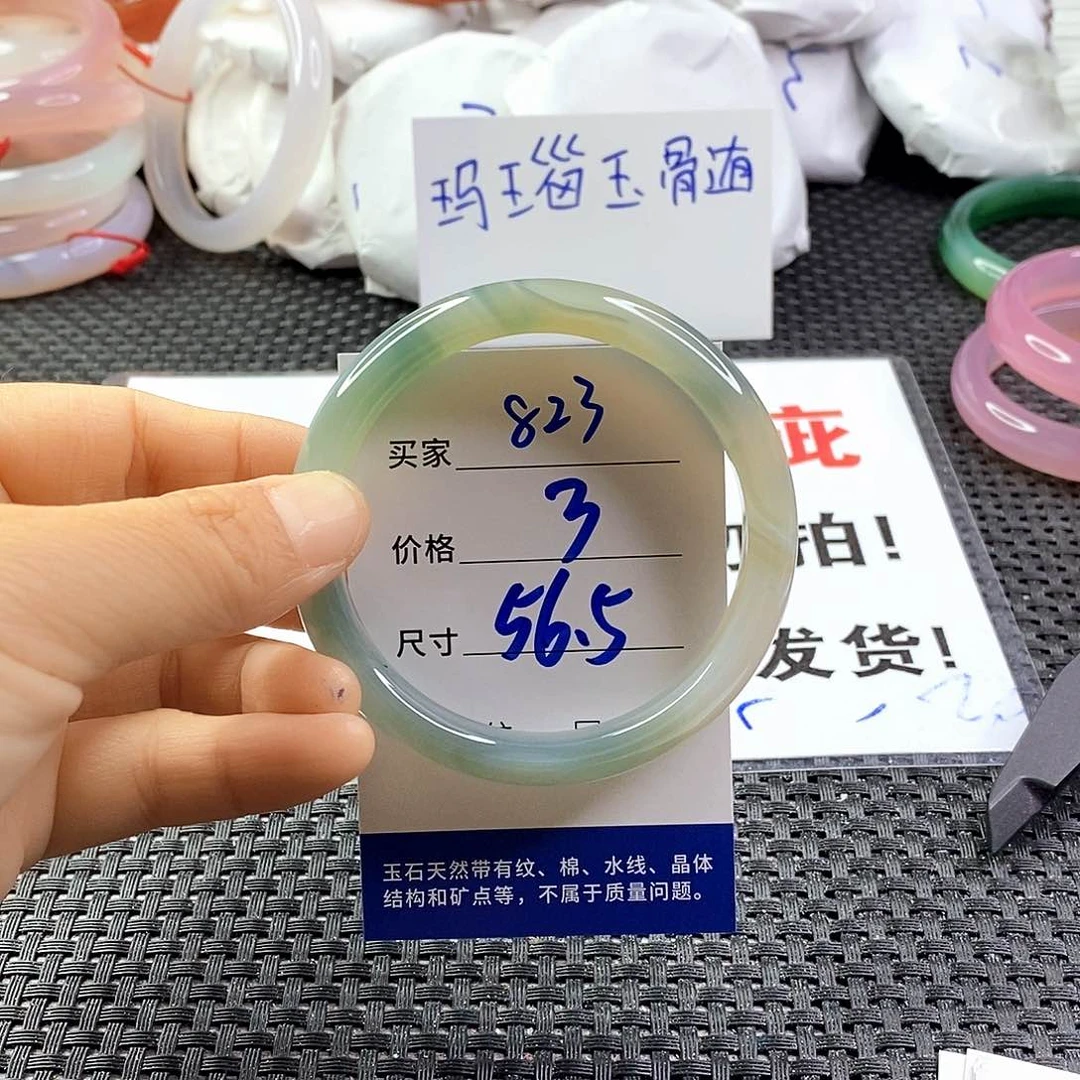 玛瑙玉骨髓
买家 823
价格 3
尺寸 56.5
疵
拍!
发货!
玉石天然带有纹、棉、水线、晶体
结构和矿点等，不属于质量问题。